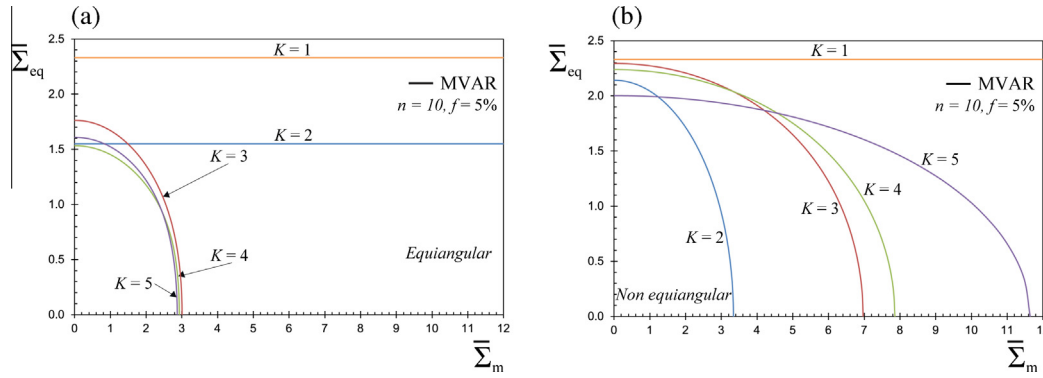 (a)
Σ̿eq
2.5
2.0
1.5
1.0
0.5
0.0
K = 1
MVAR
n = 10, f = 5%
K = 2
K = 3
K = 4
K = 5
Equiangular
0 1 2 3 4 5 6 7 8 9 10 11 12
Σ̿m
(b)
Σ̿eq
2.5
2.0
1.5
1.0
0.5
0.0
K = 1
MVAR
n = 10, f = 5%
K = 5
K = 4
K = 3
K = 2
Non equiangular
0 1 2 3 4 5 6 7 8 9 10 11 1
Σ̿m